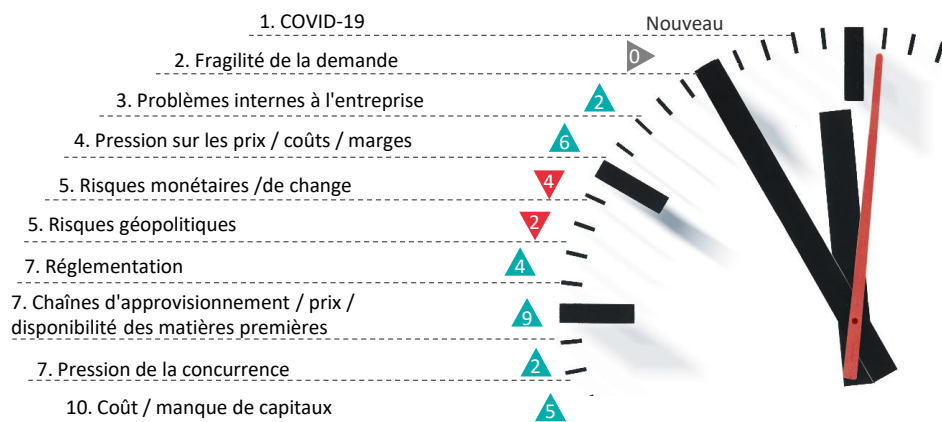 1. COVID-19 Nouveau
2. Fragilité de la demande 0
3. Problèmes internes à l'entreprise 2
4. Pression sur les prix / coûts / marges 6
5. Risques monétaires /de change 4
5. Risques géopolitiques 2
7. Réglementation 4
7. Chaînes d'approvisionnement / prix /
disponibilité des matières premières 9
7. Pression de la concurrence 2
10. Coût / manque de capitaux 5